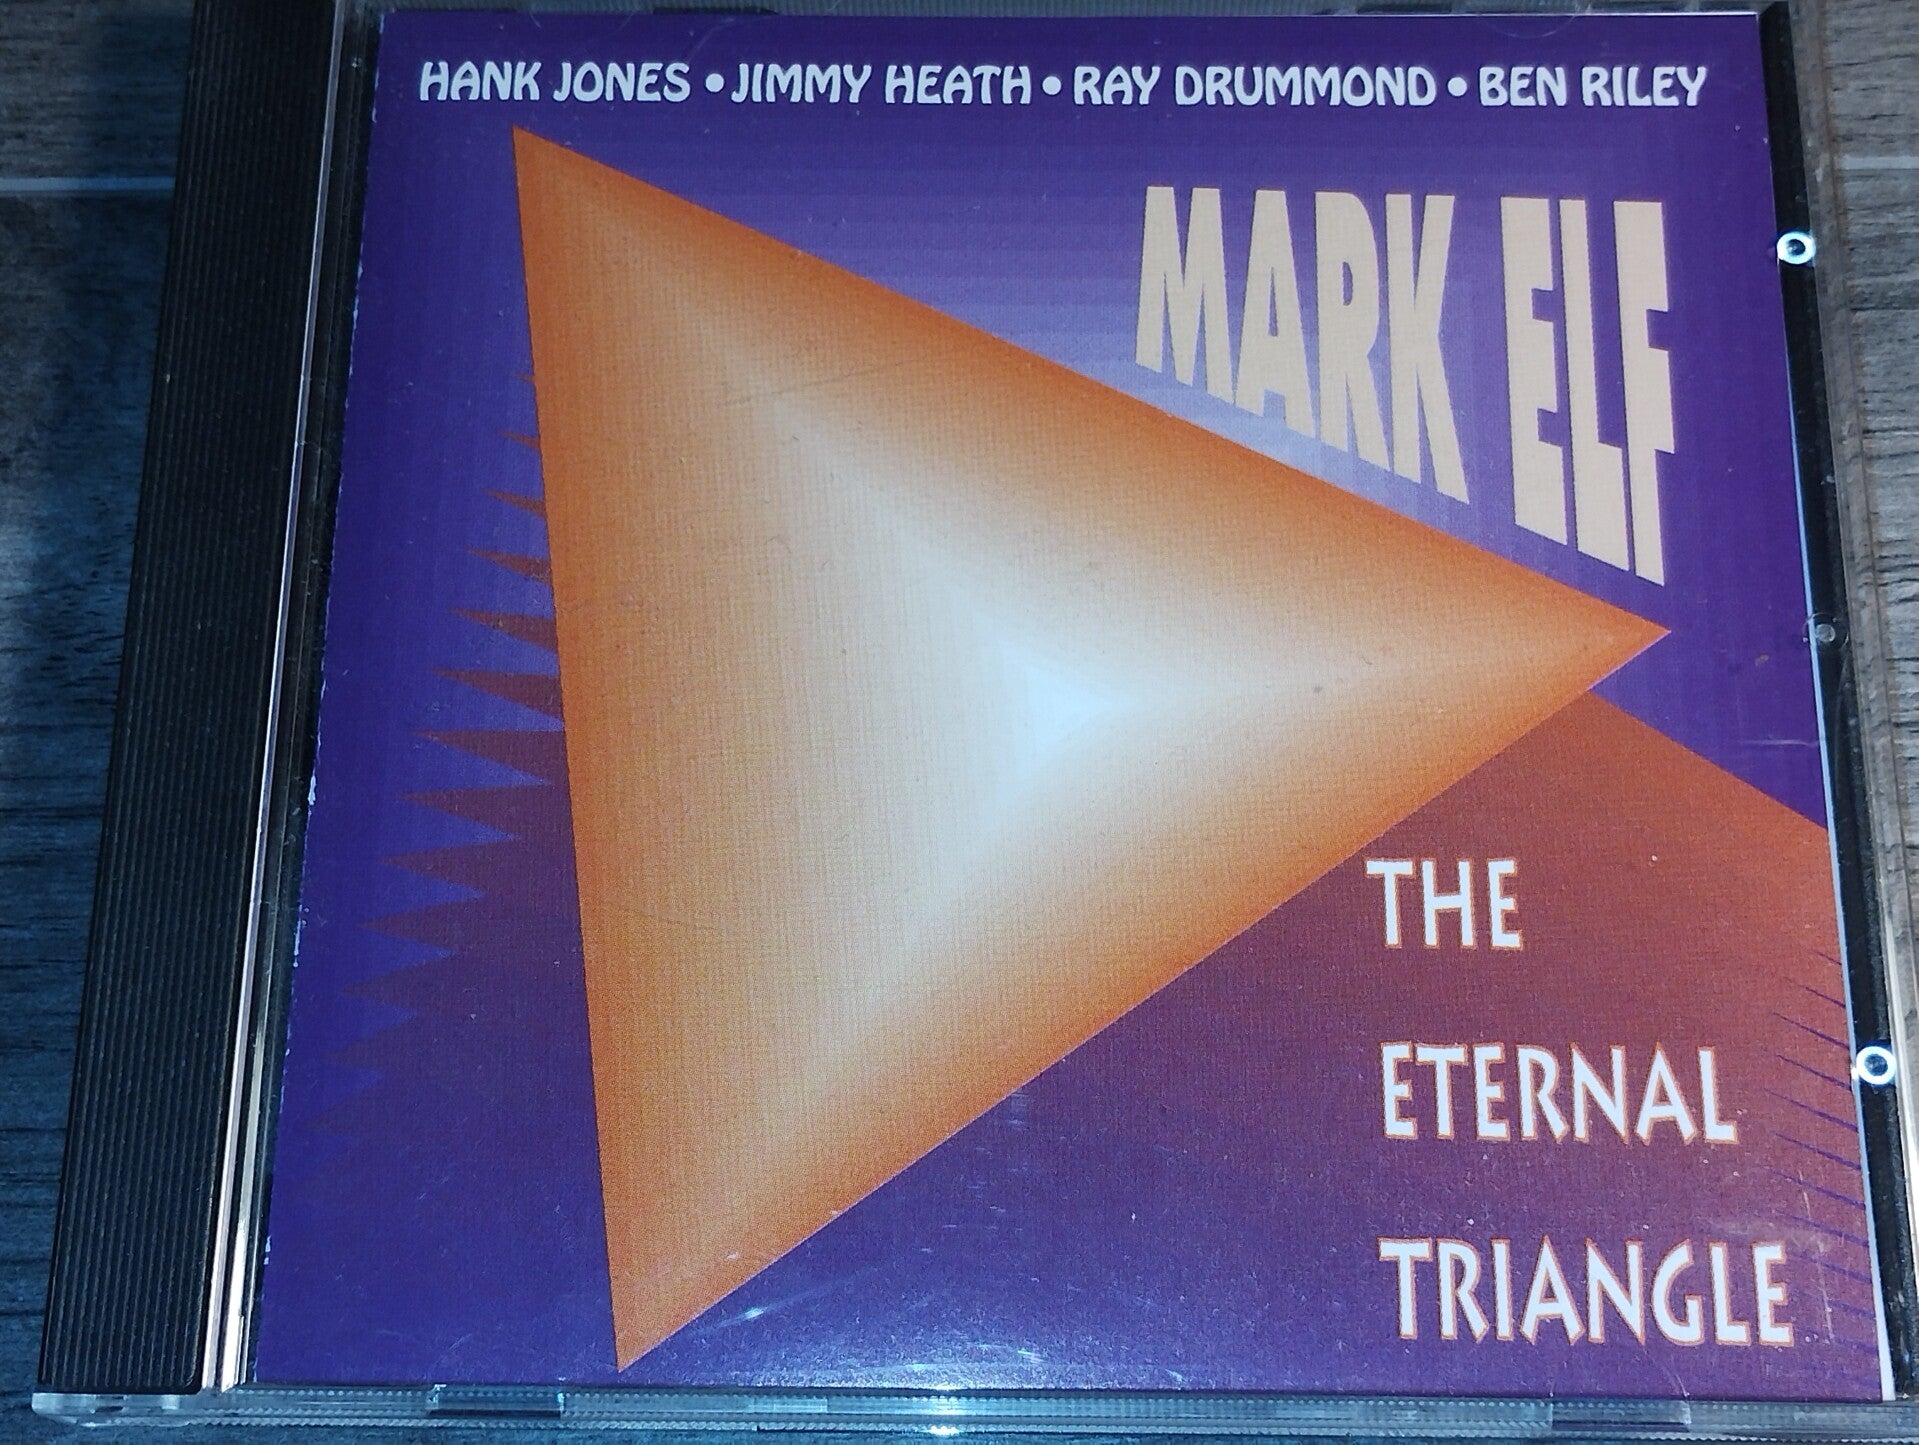 HANK JONES • JIMMY HEATH • RAY DRUMMOND • BEN RILEY
MARK ELF
THE
ETERNAL
TRIANGLE